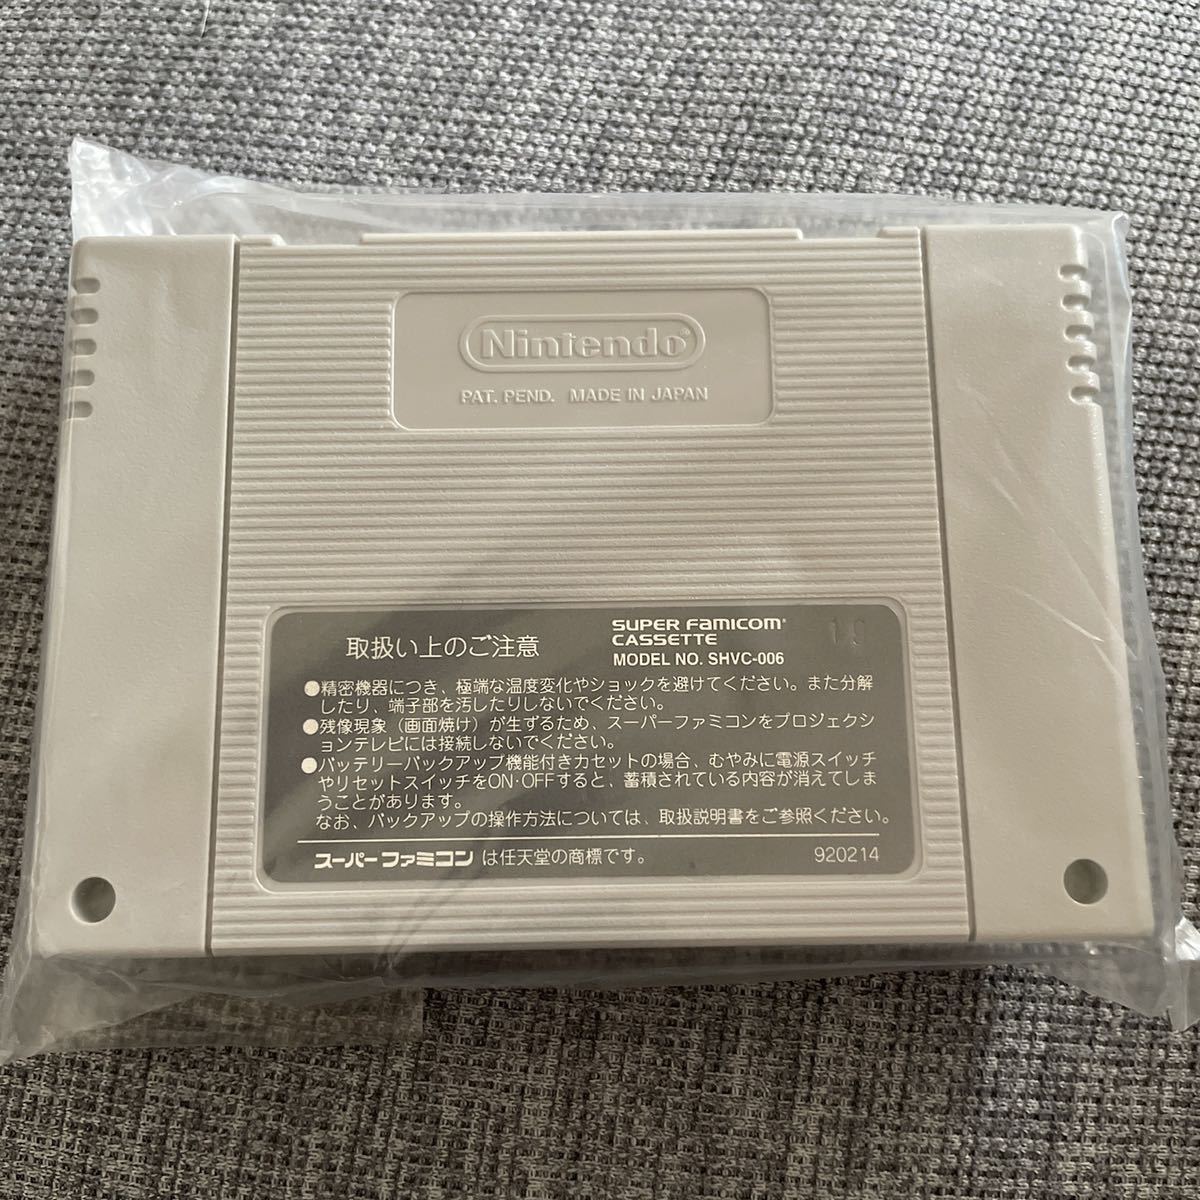 Nintendo®
PAT. PEND. MADE IN JAPAN
取扱い上のご注意
SUPER FAMICOM®
CASSETTE
MODEL NO. SHVC-006
19
●精密機器につき、極端な温度変化やショックを避けてください。また分解
したり、端子部を汚したりしないでください。
●残像現象（画面焼け）が生ずるため、スーパーファミコンをプロジェクシ
ョンテレビには接続しないでください。
●バッテリーバックアップ機能付きカセットの場合、むやみに電源スイッチ
やリセットスイッチをON・OFFすると、蓄積されている内容が消えてしま
うことがあります。
なお、バックアップの操作方法については、取扱説明書をご参照ください。
スーパーファミコン は任天堂の商標です。
920214